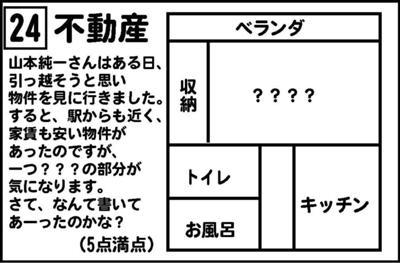 24 不動産
山本純一さんはある日、
引っ越そうと思い
物件を見に行きました。
すると、駅からも近く、
家賃も安い物件が
あったのですが、
一つ???の部分が
気になります。
さて、なんて書いて
あーったのかな?
(5点満点)
ベランダ
収納
????
トイレ
お風呂
キッチン